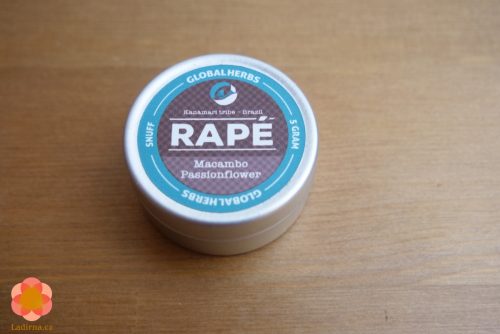 GLOBALHERBS
Kanamari tribe - Brazil
SNUFF
RAPÉ
5 GRAM
Macambo
Passionflower
GLOBALHERBS
Ladirna.cz